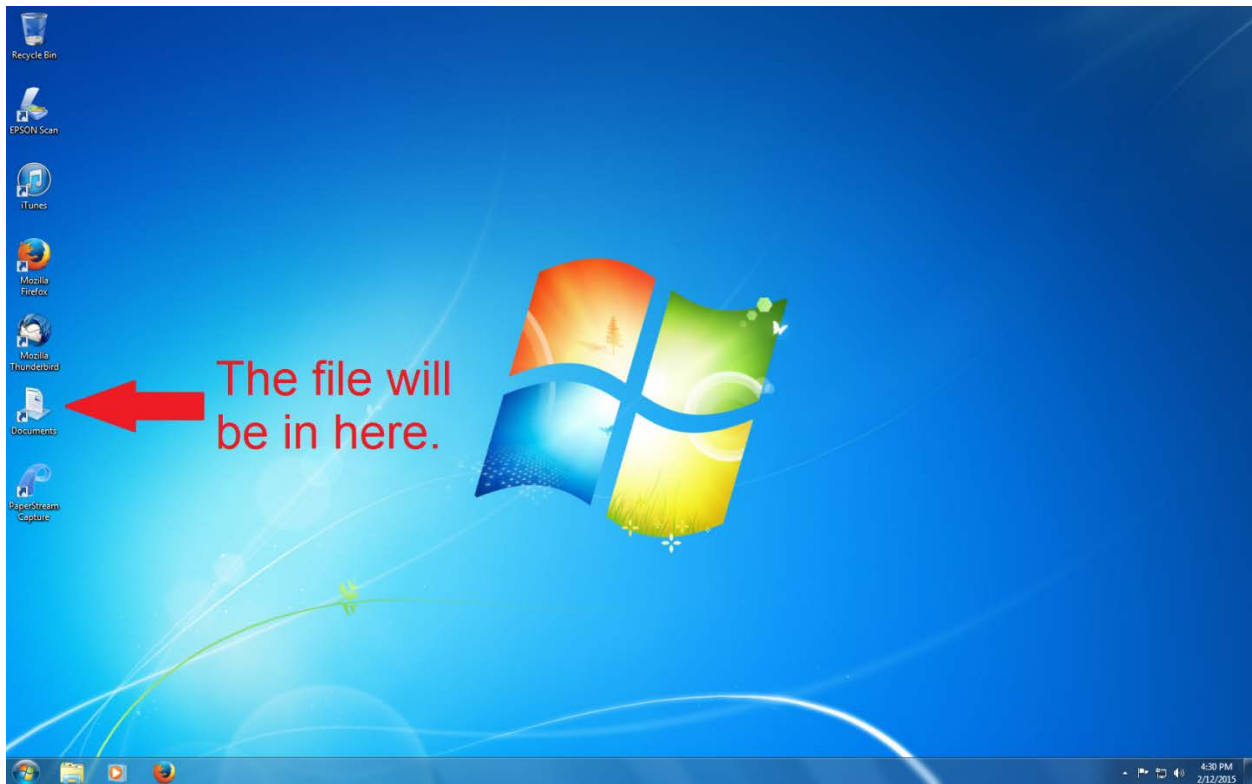 Recycle Bin
EPSON Scan
iTunes
Mozilla
Firefox
Mozilla
Thunderbird
Documents
PaperStream
Capture
The file will
be in here.
4:30 PM
2/12/2015